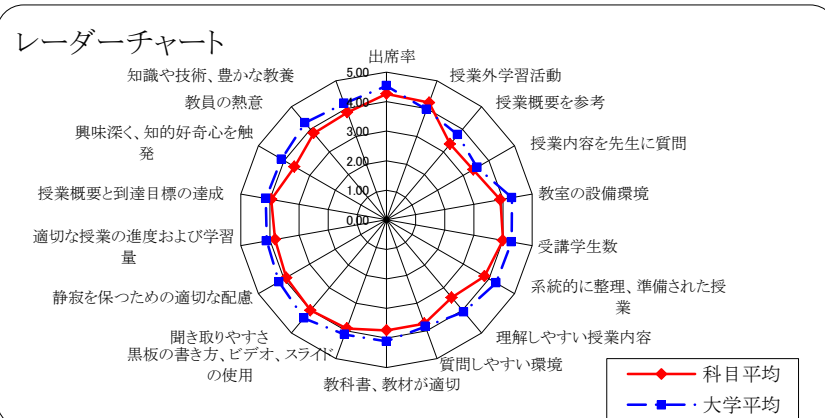 レーダーチャート
出席率
授業外学習活動
授業概要を参考
授業内容を先生に質問
教室の設備環境
受講学生数
系統的に整理、準備された授
業
理解しやすい授業内容
質問しやすい環境
教科書、教材が適切
黒板の書き方、ビデオ、スライド
の使用
聞き取りやすさ
静寂を保つための適切な配慮
適切な授業の進度および学習
量
授業概要と到達目標の達成
興味深く、知的好奇心を触
発
教員の熱意
知識や技術、豊かな教養
5.00
4.00
3.00
2.00
1.00
0.00
科目平均
大学平均